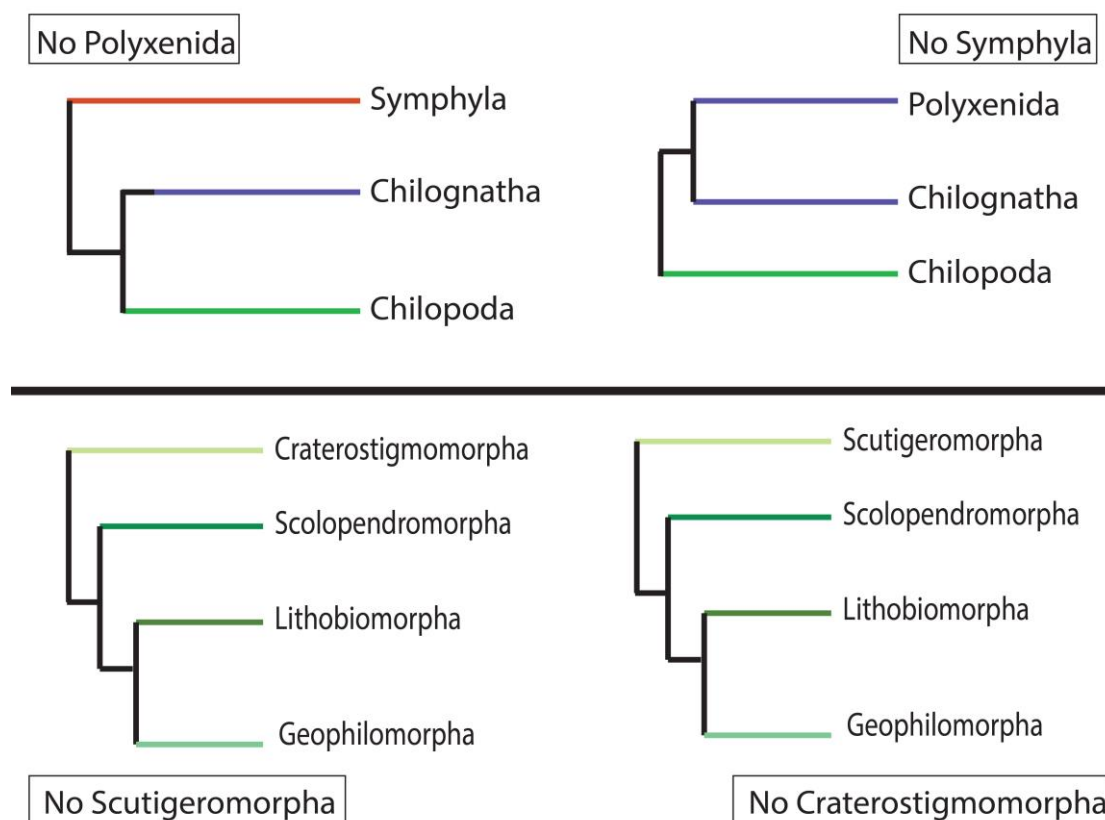 No Polyxenida
Symphyla
Chilognatha
Chilopoda
No Symphyla
Polyxenida
Chilognatha
Chilopoda
Craterostigmomorpha
Scolopendromorpha
Lithobiomorpha
Geophilomorpha
No Scutigeromorpha
Scutigeromorpha
Scolopendromorpha
Lithobiomorpha
Geophilomorpha
No Craterostigmomorpha